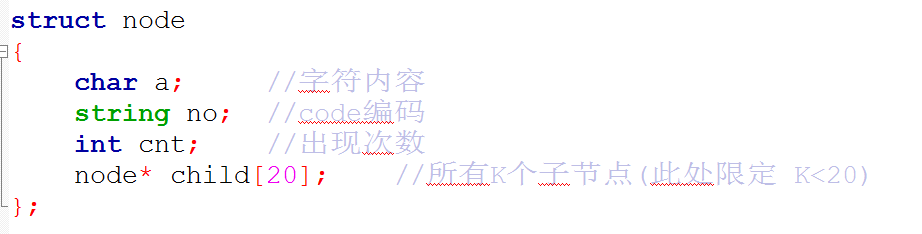 struct node
{
char a; //字符内容
string no; //code编码
int cnt; //出现次数
node* child[20]; //所有K个子节点(此处限定 K<20)
};